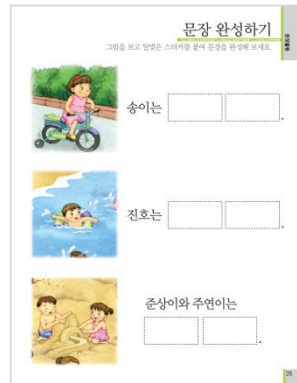 문장 완성하기
그림을 보고 알맞은 스티커를 붙여 문장을 완성해 보세요.
송이는 .
진호는 .
준상이와 주연이는
.
25